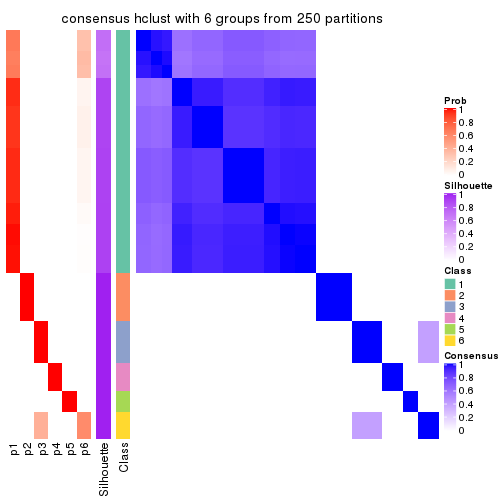 consensus hclust with 6 groups from 250 partitions
Prob
1
0.8
0.6
0.4
0.2
0
Silhouette
1
0.8
0.6
0.4
0.2
0
Class
1
2
3
4
5
6
Consensus
1
0.8
0.6
0.4
0.2
0
p1
p2
p3
p4
p5
p6
Silhouette
Class